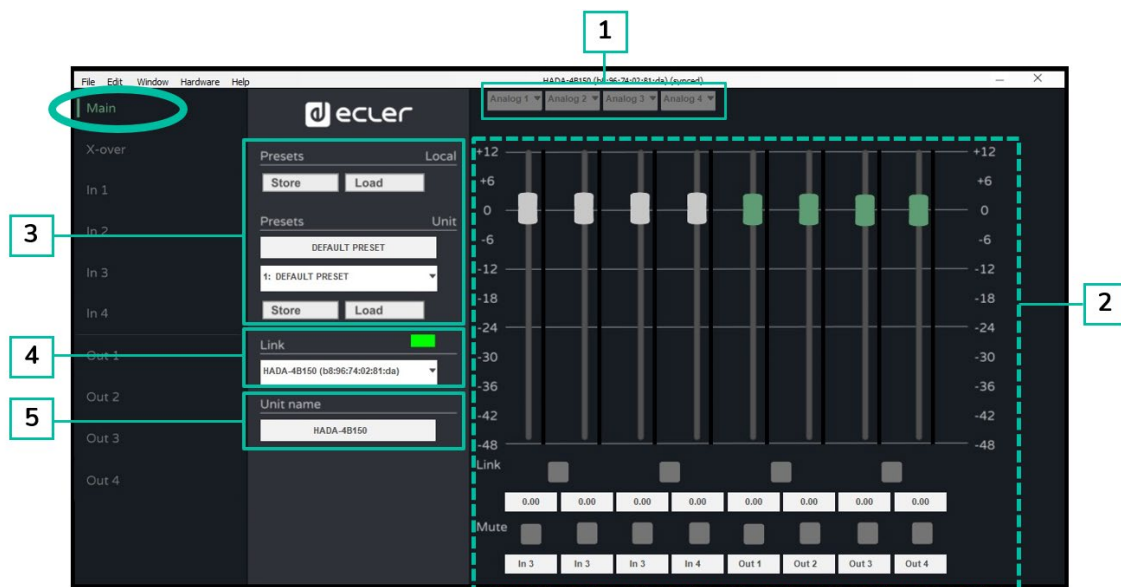 1
File Edit Window Hardware Help
HADA-4B150 (b8:96:74:02:81:da) (synced)
Main
ecler
Analog 1 Analog 2 Analog 3 Analog 4
X-over
In 1
In 2
In 3
In 4
Out 1
Out 2
Out 3
Out 4
3
Presets Local
Store Load
Presets Unit
DEFAULT PRESET
1: DEFAULT PRESET
Store Load
4
Link
HADA-4B150 (b8:96:74:02:81:da)
5
Unit name
HADA-4B150
+12 +12
+6 +6
0 0
-6 -6
-12 -12
-18 -18
-24 -24
-30 -30
-36 -36
-42 -42
-48 -48
2
Link
0.00 0.00 0.00 0.00 0.00 0.00 0.00 0.00
Mute
In 3 In 3 In 3 In 4 Out 1 Out 2 Out 3 Out 4